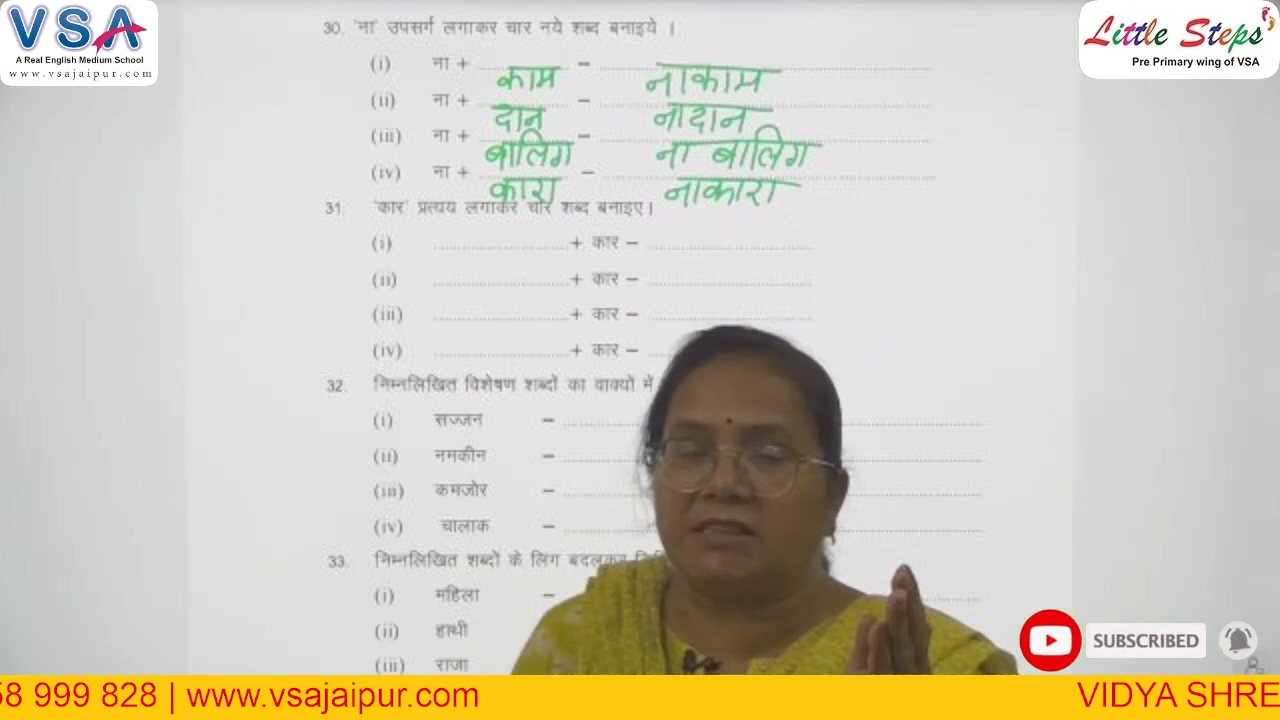 VSA
A Real English Medium School
www.vsajaipur.com
Little Steps
Pre Primary wing of VSA
30. 'ना' उपसर्ग लगाकर चार नये शब्द बनाइये ।
(i) ना + काम – नाकाम
(ii) ना + दान – नादान
(iii) ना + बालिग – ना बालिग
(iv) ना + कारा – नाकारा
31. 'कार' प्रत्यय लगाकर चार शब्द बनाइए।
(i) + कार –
(ii) + कार –
(iii) + कार –
(iv) + कार –
32. निम्नलिखित विशेषण शब्दों का वाक्यों में
(i) सज्जन –
(ii) नमकीन –
(iii) कमजोर –
(iv) चालाक –
33. निम्नलिखित शब्दों के लिंग बदलकर
(i) महिला –
(ii) हाथी
(iii) राजा
SUBSCRIBED
58 999 828 | www.vsajaipur.com VIDYA SHRE